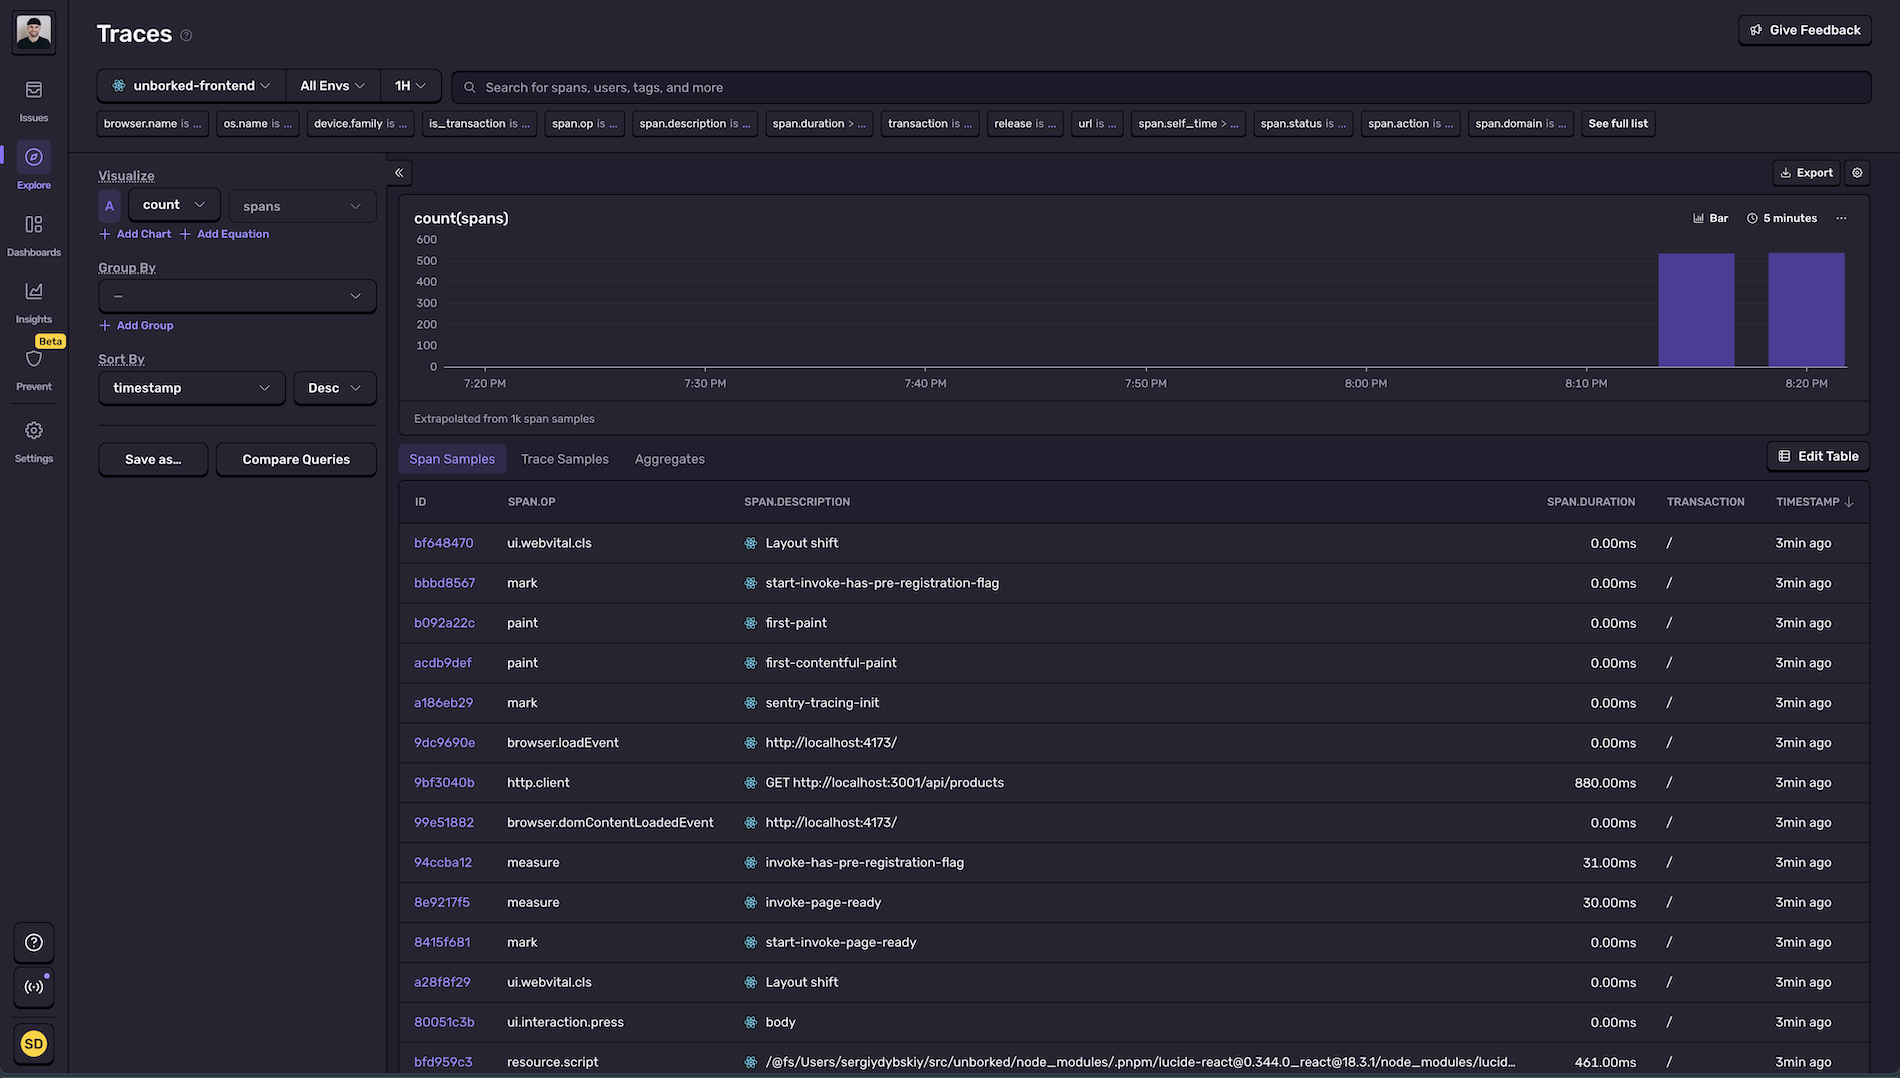 Traces
Give Feedback
unborked-frontend
All Envs
1H
Search for spans, users, tags, and more
browser.name is ...
os.name is ...
device.family is ...
is_transaction is ...
span.op is ...
span.description is ...
span.duration > ...
transaction is ...
release is ...
url is ...
span.self_time > ...
span.status is ...
span.action is ...
span.domain is ...
See full list
Issues
Explore
Dashboards
Insights
Beta
Prevent
Settings
SD
Visualize
A
count
spans
Add Chart
Add Equation
Group By
—
Add Group
Sort By
timestamp
Desc
Save as...
Compare Queries
Export
count(spans)
Bar
5 minutes
600
500
400
300
200
100
0
7:20 PM
7:30 PM
7:40 PM
7:50 PM
8:00 PM
8:10 PM
8:20 PM
Extrapolated from 1k span samples
Span Samples
Trace Samples
Aggregates
Edit Table
ID SPAN.OP SPAN.DESCRIPTION SPAN.DURATION TRANSACTION TIMESTAMP
bf648470 ui.webvital.cls Layout shift 0.00ms / 3min ago
bbbd8567 mark start-invoke-has-pre-registration-flag 0.00ms / 3min ago
b092a22c paint first-paint 0.00ms / 3min ago
acdb9def paint first-contentful-paint 0.00ms / 3min ago
a186eb29 mark sentry-tracing-init 0.00ms / 3min ago
9dc9690e browser.loadEvent http://localhost:4173/ 0.00ms / 3min ago
9bf3040b http.client GET http://localhost:3001/api/products 880.00ms / 3min ago
99e51882 browser.domContentLoadedEvent http://localhost:4173/ 0.00ms / 3min ago
94ccba12 measure invoke-has-pre-registration-flag 31.00ms / 3min ago
8e9217f5 measure invoke-page-ready 30.00ms / 3min ago
8415f681 mark start-invoke-page-ready 0.00ms / 3min ago
a28f8f29 ui.webvital.cls Layout shift 0.00ms / 3min ago
80051c3b ui.interaction.press body 0.00ms / 3min ago
bfd959c3 resource.script /@fs/Users/sergiydybskiy/src/unborked/node_modules/.pnpm/lucide-react@0.344.0_react@18.3.1/node_modules/lucid... 461.00ms / 3min ago